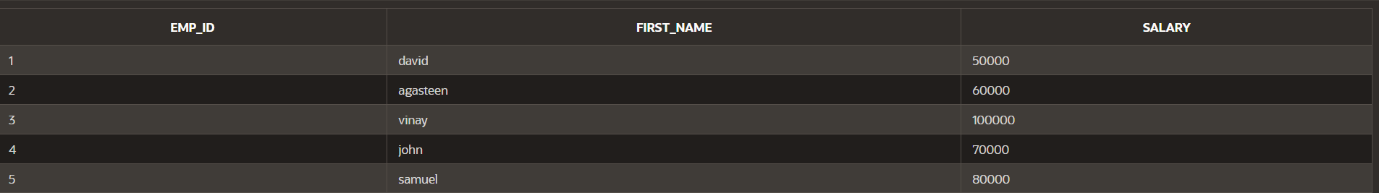 EMP_ID FIRST_NAME SALARY
1 david 50000
2 agasteen 60000
3 vinay 100000
4 john 70000
5 samuel 80000